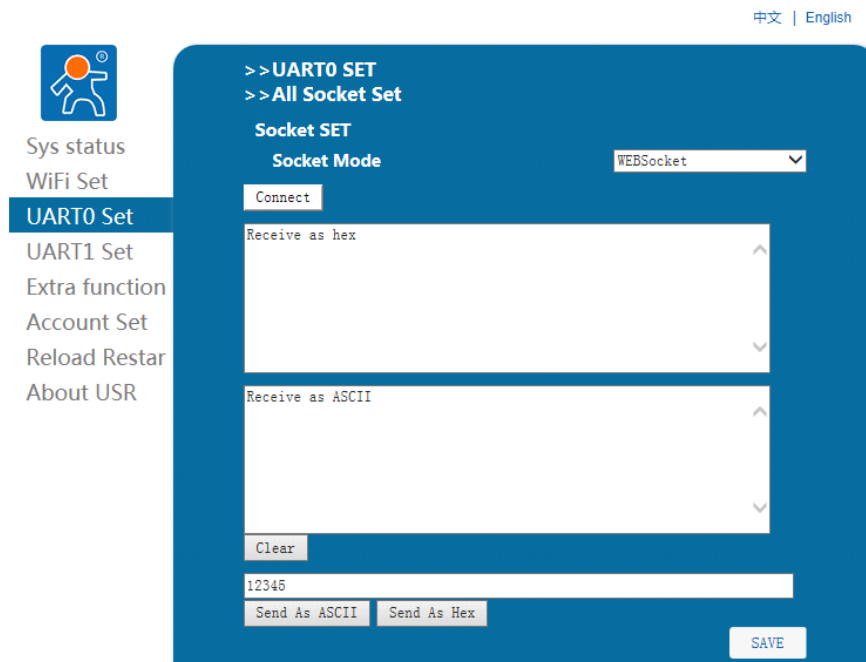 中文 | English
®
>>UART0 SET
>>All Socket Set
Socket SET
Socket Mode
WEBSocket
Connect
Receive as hex
Receive as ASCII
Clear
12345
Send As ASCII
Send As Hex
SAVE
Sys status
WiFi Set
UART0 Set
UART1 Set
Extra function
Account Set
Reload Restar
About USR